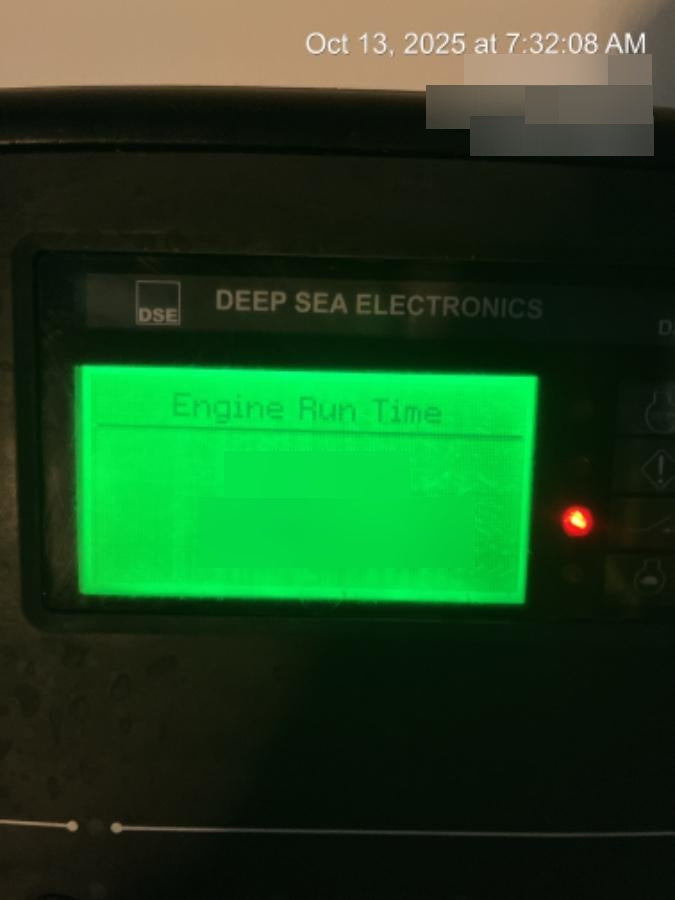 Oct 13, 2025 at 7:32:08 AM
DSE
DEEP SEA ELECTRONICS
Engine Run Time